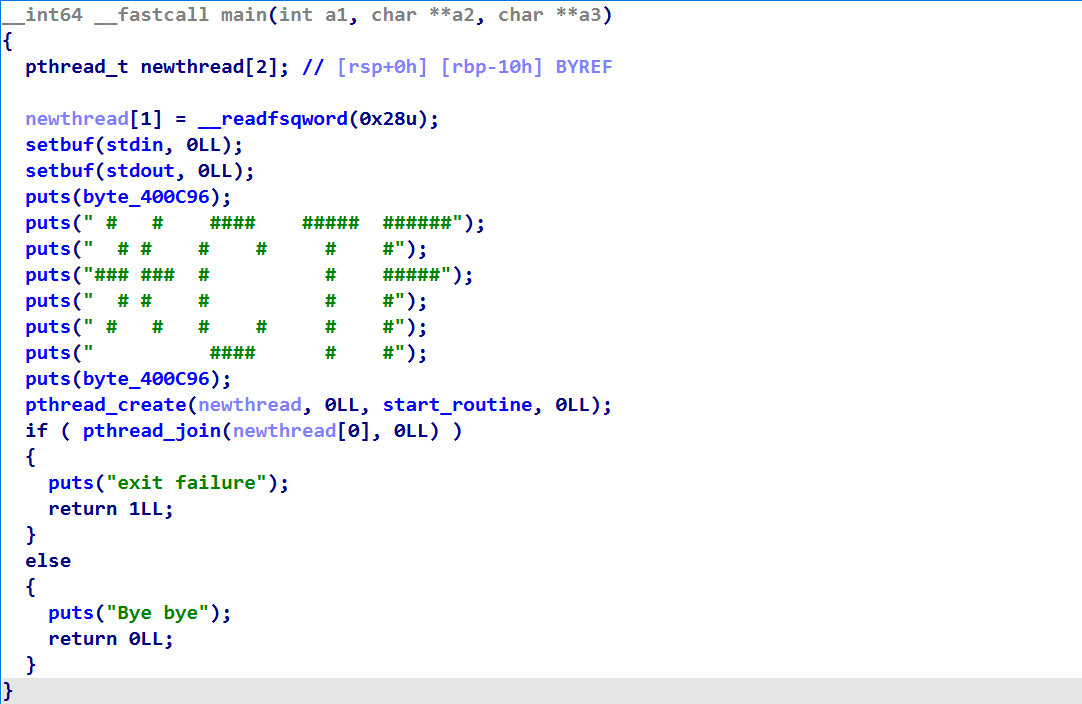 __int64 __fastcall main(int a1, char **a2, char **a3)
{
  pthread_t newthread[2]; // [rsp+0h] [rbp-10h] BYREF

  newthread[1] = __readfsqword(0x28u);
  setbuf(stdin, 0LL);
  setbuf(stdout, 0LL);
  puts(byte_400C96);
  puts(" #   #    ####    #####  ######");
  puts("  # #    #    #     #    #");
  puts("### ###  #          #    #####");
  puts("  # #    #          #    #");
  puts(" #   #   #    #     #    #");
  puts("          ####      #    #");
  puts(byte_400C96);
  pthread_create(newthread, 0LL, start_routine, 0LL);
  if ( pthread_join(newthread[0], 0LL) )
  {
    puts("exit failure");
    return 1LL;
  }
  else
  {
    puts("Bye bye");
    return 0LL;
  }
}